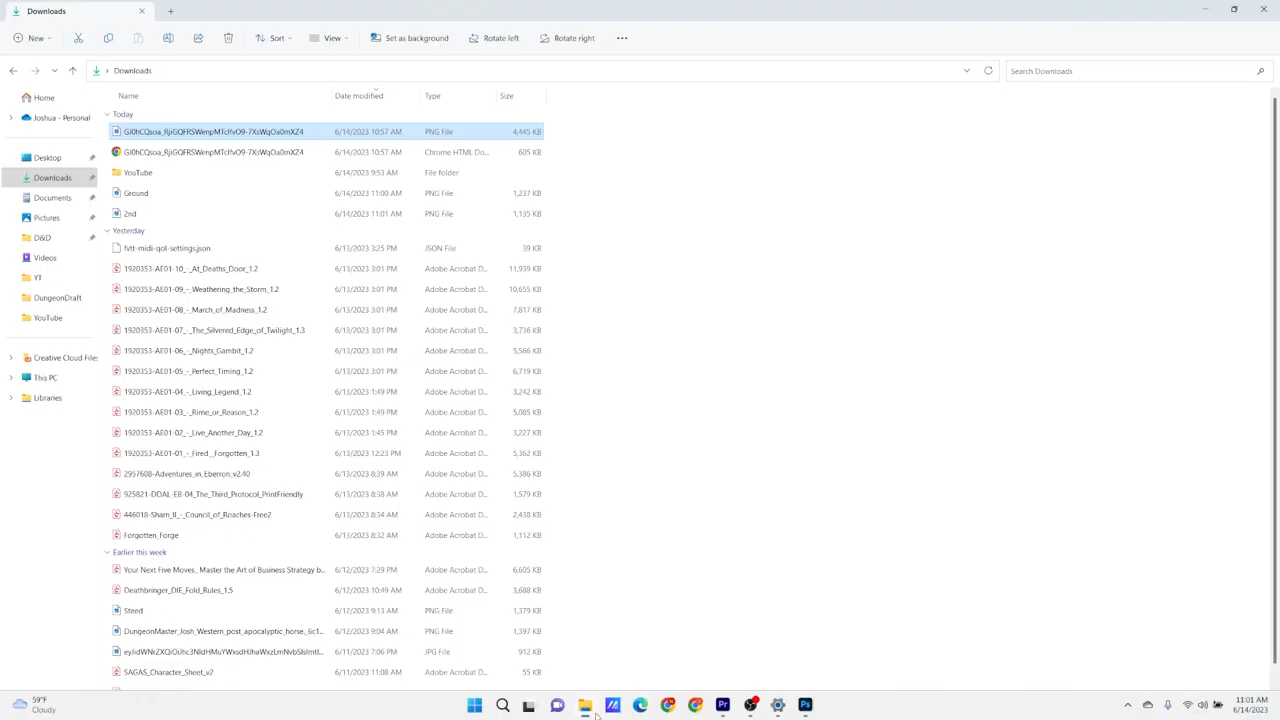 Downloads
New
Sort
View
Set as background
Rotate left
Rotate right
Downloads
Search Downloads
Name Date modified Type Size
Home
Joshua - Personal
Desktop
Downloads
Documents
Pictures
D&D
Videos
YT
DungeonDraft
YouTube
Creative Cloud Files
This PC
Libraries
Today
6/14/2023 10:57 AM PNG File 4,445 KB
6/14/2023 10:57 AM Chrome HTML Do... 605 KB
YouTube 6/14/2023 9:53 AM File folder
Ground 6/14/2023 11:00 AM PNG File 1,237 KB
2nd 6/14/2023 11:01 AM PNG File 1,135 KB
Yesterday
fvtt-midi-qol-settings.json 6/13/2023 3:25 PM JSON File 39 KB
1920353-AE01-10_-_At_Deaths_Door_1.2 6/13/2023 3:01 PM Adobe Acrobat D... 11,939 KB
1920353-AE01-09_-_Weathering_the_Storm_1.2 6/13/2023 3:01 PM Adobe Acrobat D... 10,655 KB
1920353-AE01-08_-_March_of_Madness_1.2 6/13/2023 3:01 PM Adobe Acrobat D... 7,817 KB
1920353-AE01-07_-_The_Silvered_Edge_of_Twilight_1.3 6/13/2023 3:01 PM Adobe Acrobat D... 3,736 KB
1920353-AE01-06_-_Nights_Gambit_1.2 6/13/2023 3:01 PM Adobe Acrobat D... 5,566 KB
1920353-AE01-05_-_Perfect_Timing_1.2 6/13/2023 3:01 PM Adobe Acrobat D... 6,719 KB
1920353-AE01-04_-_Living_Legend_1.2 6/13/2023 1:49 PM Adobe Acrobat D... 3,242 KB
1920353-AE01-03_-_Rime_or_Reason_1.2 6/13/2023 1:49 PM Adobe Acrobat D... 5,085 KB
1920353-AE01-02_-_Live_Another_Day_1.2 6/13/2023 1:45 PM Adobe Acrobat D... 3,227 KB
1920353-AE01-01_-_Fired__Forgotten_1.3 6/13/2023 12:23 PM Adobe Acrobat D... 5,362 KB
2957608-Adventures_in_Eberron_v2.40 6/13/2023 8:39 AM Adobe Acrobat D... 5,386 KB
925821-DDAL-EB-04_The_Third_Protocol_PrintFriendly 6/13/2023 8:38 AM Adobe Acrobat D... 1,579 KB
6/13/2023 8:34 AM Adobe Acrobat D... 2,438 KB
Forgotten_Forge 6/13/2023 8:32 AM Adobe Acrobat D... 1,112 KB
Earlier this week
Your Next Five Moves_ Master the Art of Business Strategy b... 6/12/2023 7:29 PM Adobe Acrobat D... 6,605 KB
Deathbringer_DIE_Fold_Rules_1.5 6/12/2023 10:49 AM Adobe Acrobat D... 3,688 KB
Steed 6/12/2023 9:13 AM PNG File 1,379 KB
DungeonMaster_Josh_Western_post_apocalyptic_horse._6c1... 6/12/2023 9:04 AM PNG File 1,397 KB
6/11/2023 7:06 PM JPG File 912 KB
SAGAS_Character_Sheet_v2 6/11/2023 11:08 AM Adobe Acrobat D... 55 KB
59°F
Cloudy
Pr
Ps
11:01 AM
6/14/2023